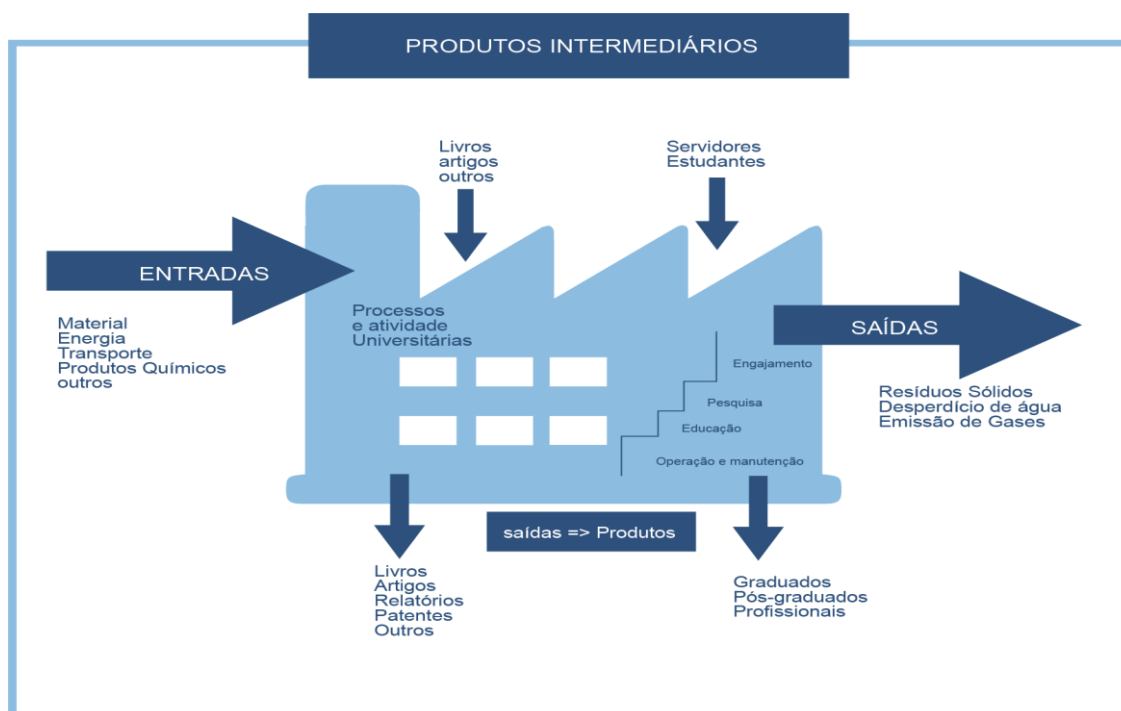 PRODUTOS INTERMEDIÁRIOS
Livros
artigos
outros
Servidores
Estudantes
ENTRADAS
Material
Energia
Transporte
Produtos Químicos
outros
Processos
e atividade
Universitárias
Engajamento
Pesquisa
Educação
Operação e manutenção
SAÍDAS
Resíduos Sólidos
Desperdício de água
Emissão de Gases
saídas => Produtos
Livros
Artigos
Relatórios
Patentes
Outros
Graduados
Pós-graduados
Profissionais